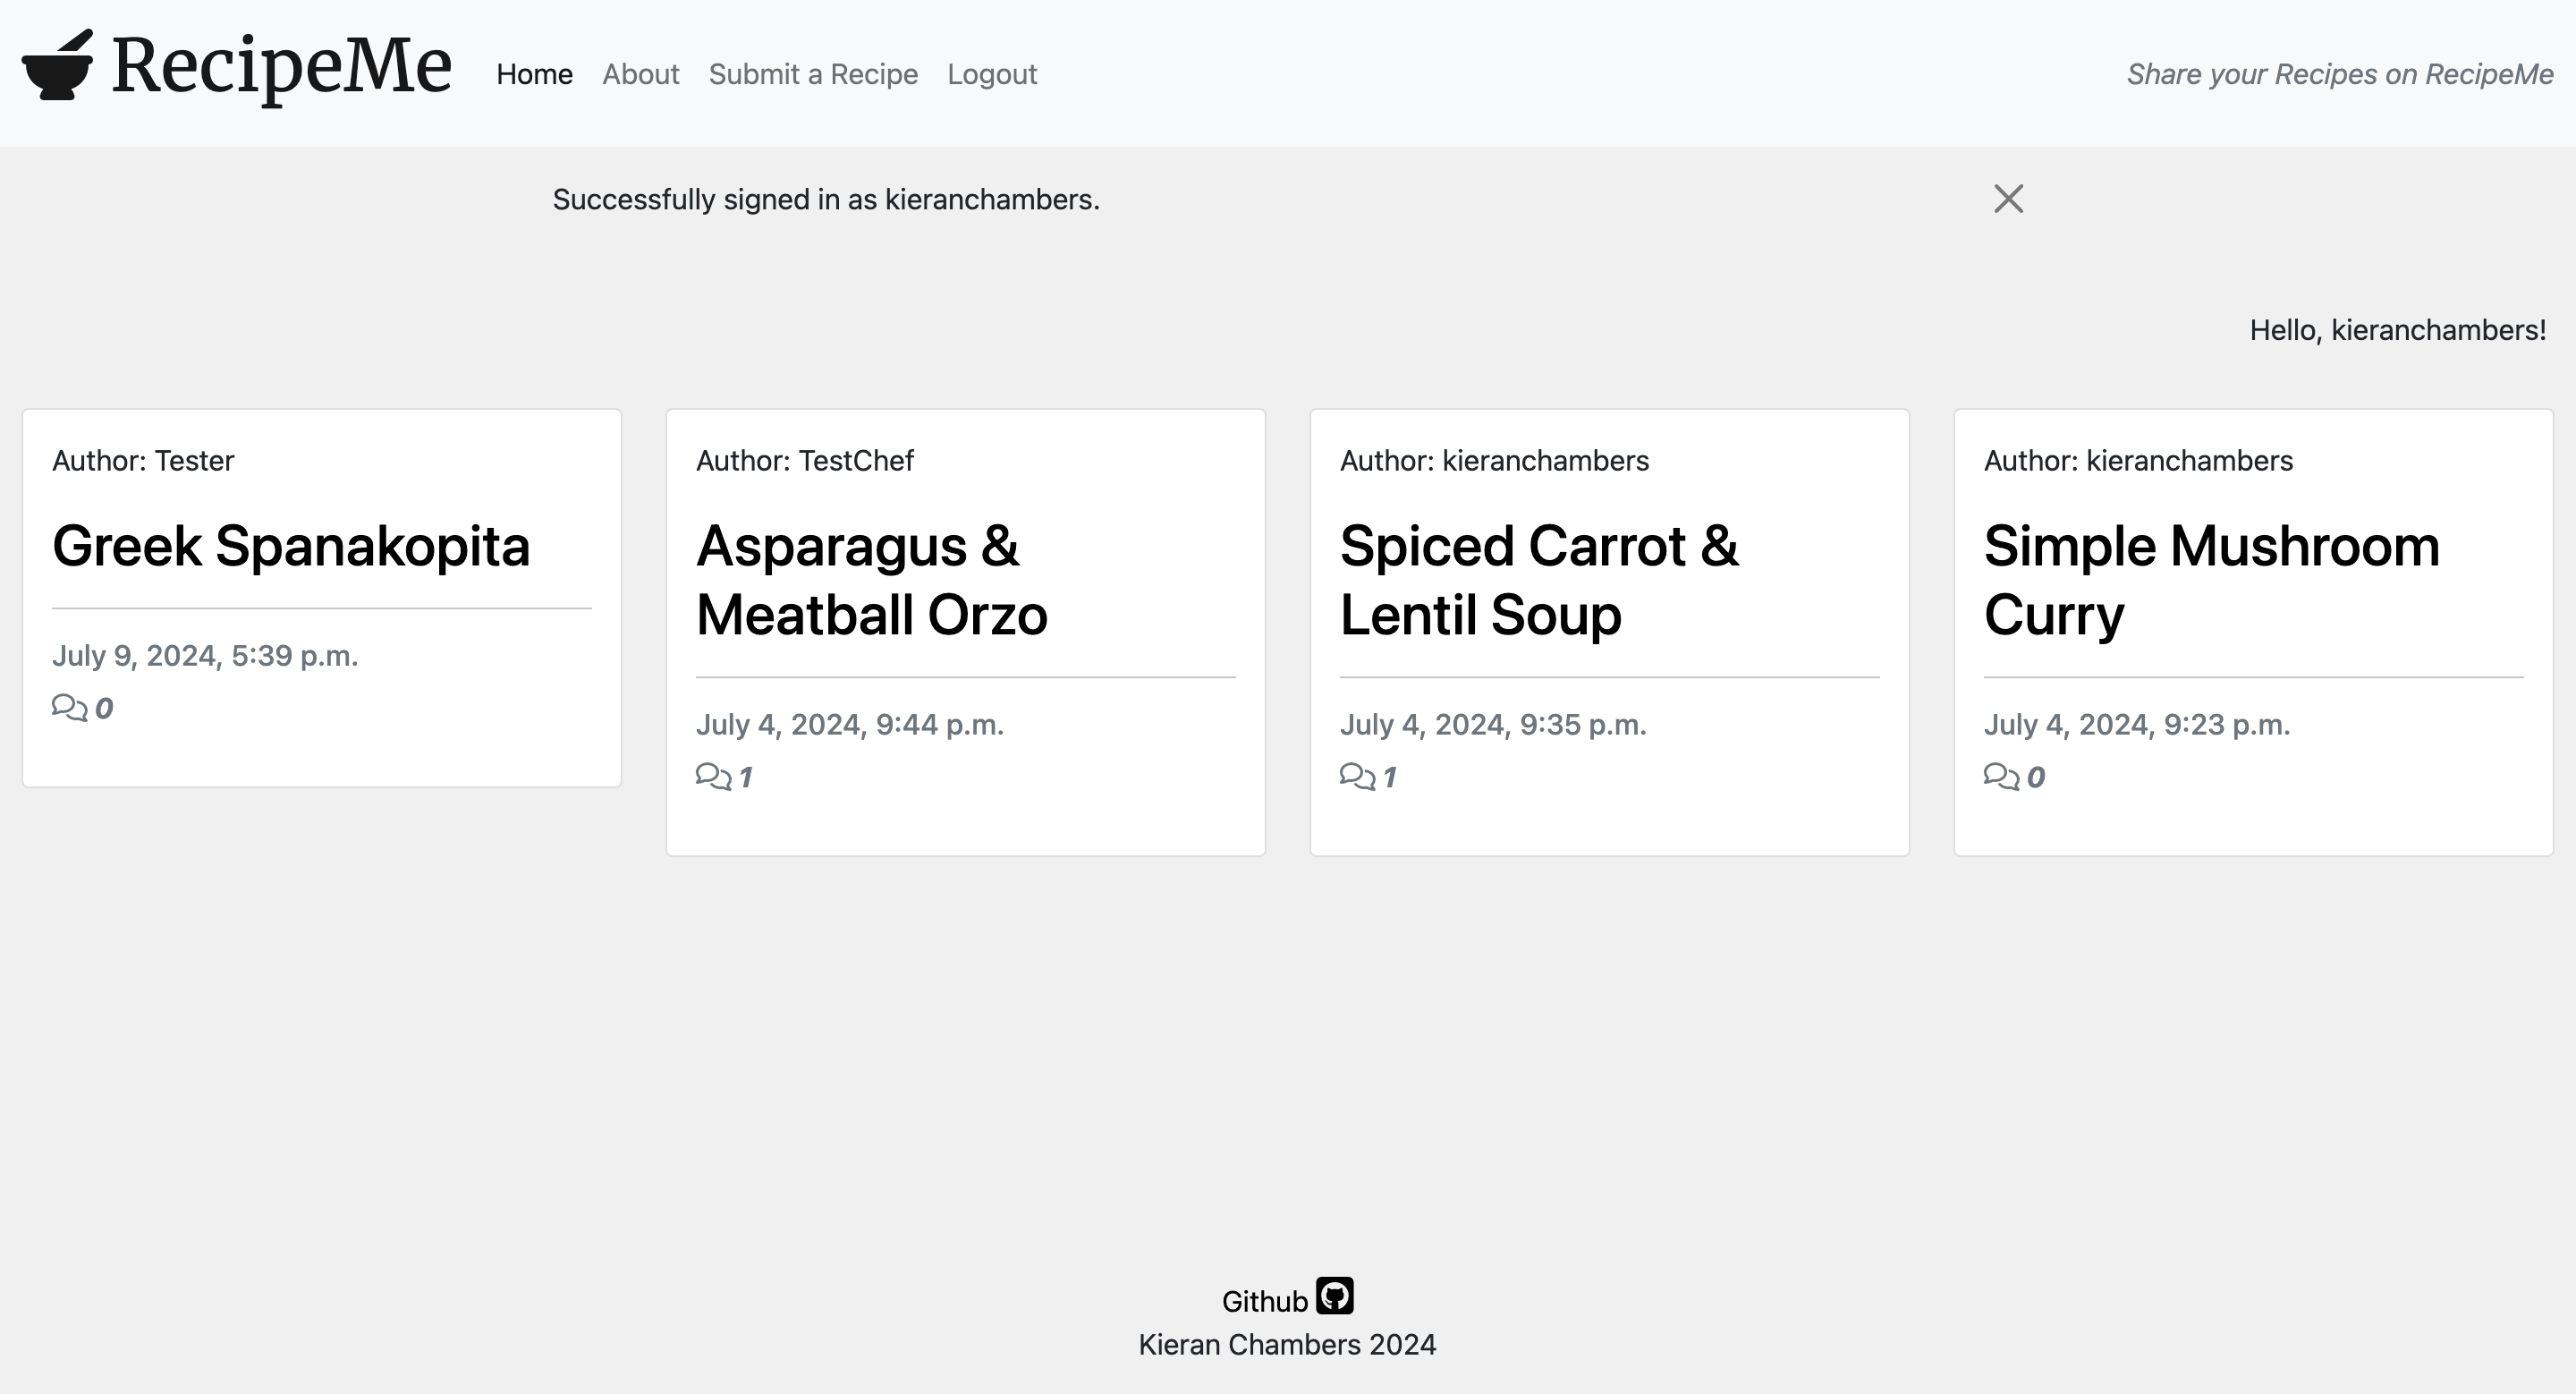 RecipeMe
Home About Submit a Recipe Logout
Share your Recipes on RecipeMe
Successfully signed in as kieranchambers.
Hello, kieranchambers!
Author: Tester
Greek Spanakopita
July 9, 2024, 5:39 p.m.
0
Author: TestChef
Asparagus &
Meatball Orzo
July 4, 2024, 9:44 p.m.
1
Author: kieranchambers
Spiced Carrot &
Lentil Soup
July 4, 2024, 9:35 p.m.
1
Author: kieranchambers
Simple Mushroom
Curry
July 4, 2024, 9:23 p.m.
0
Github
Kieran Chambers 2024